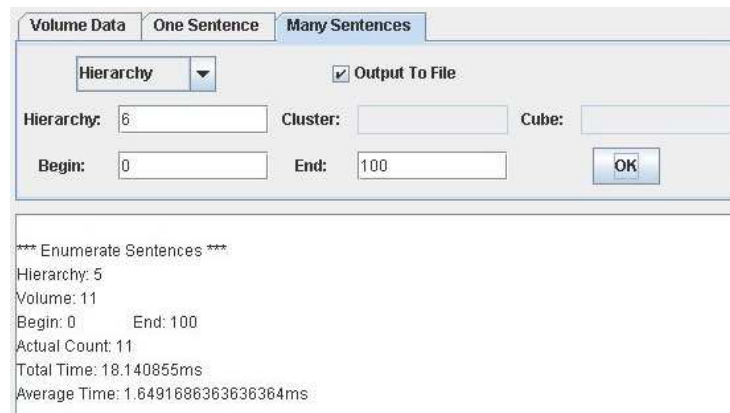 Volume Data One Sentence Many Sentences
Hierarchy Output To File
Hierarchy: 6 Cluster: Cube:
Begin: 0 End: 100 OK
*** Enumerate Sentences ***
Hierarchy: 5
Volume: 11
Begin: 0 End: 100
Actual Count: 11
Total Time: 18.140855ms
Average Time: 1.6491686363636364ms